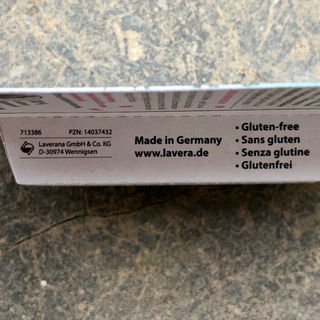 713386 PZN: 14037432
Laverana GmbH & Co. KG
D-30974 Wennigsen
Made in Germany
www.lavera.de
• Gluten-free
• Sans gluten
• Senza glutine
• Glutenfrei